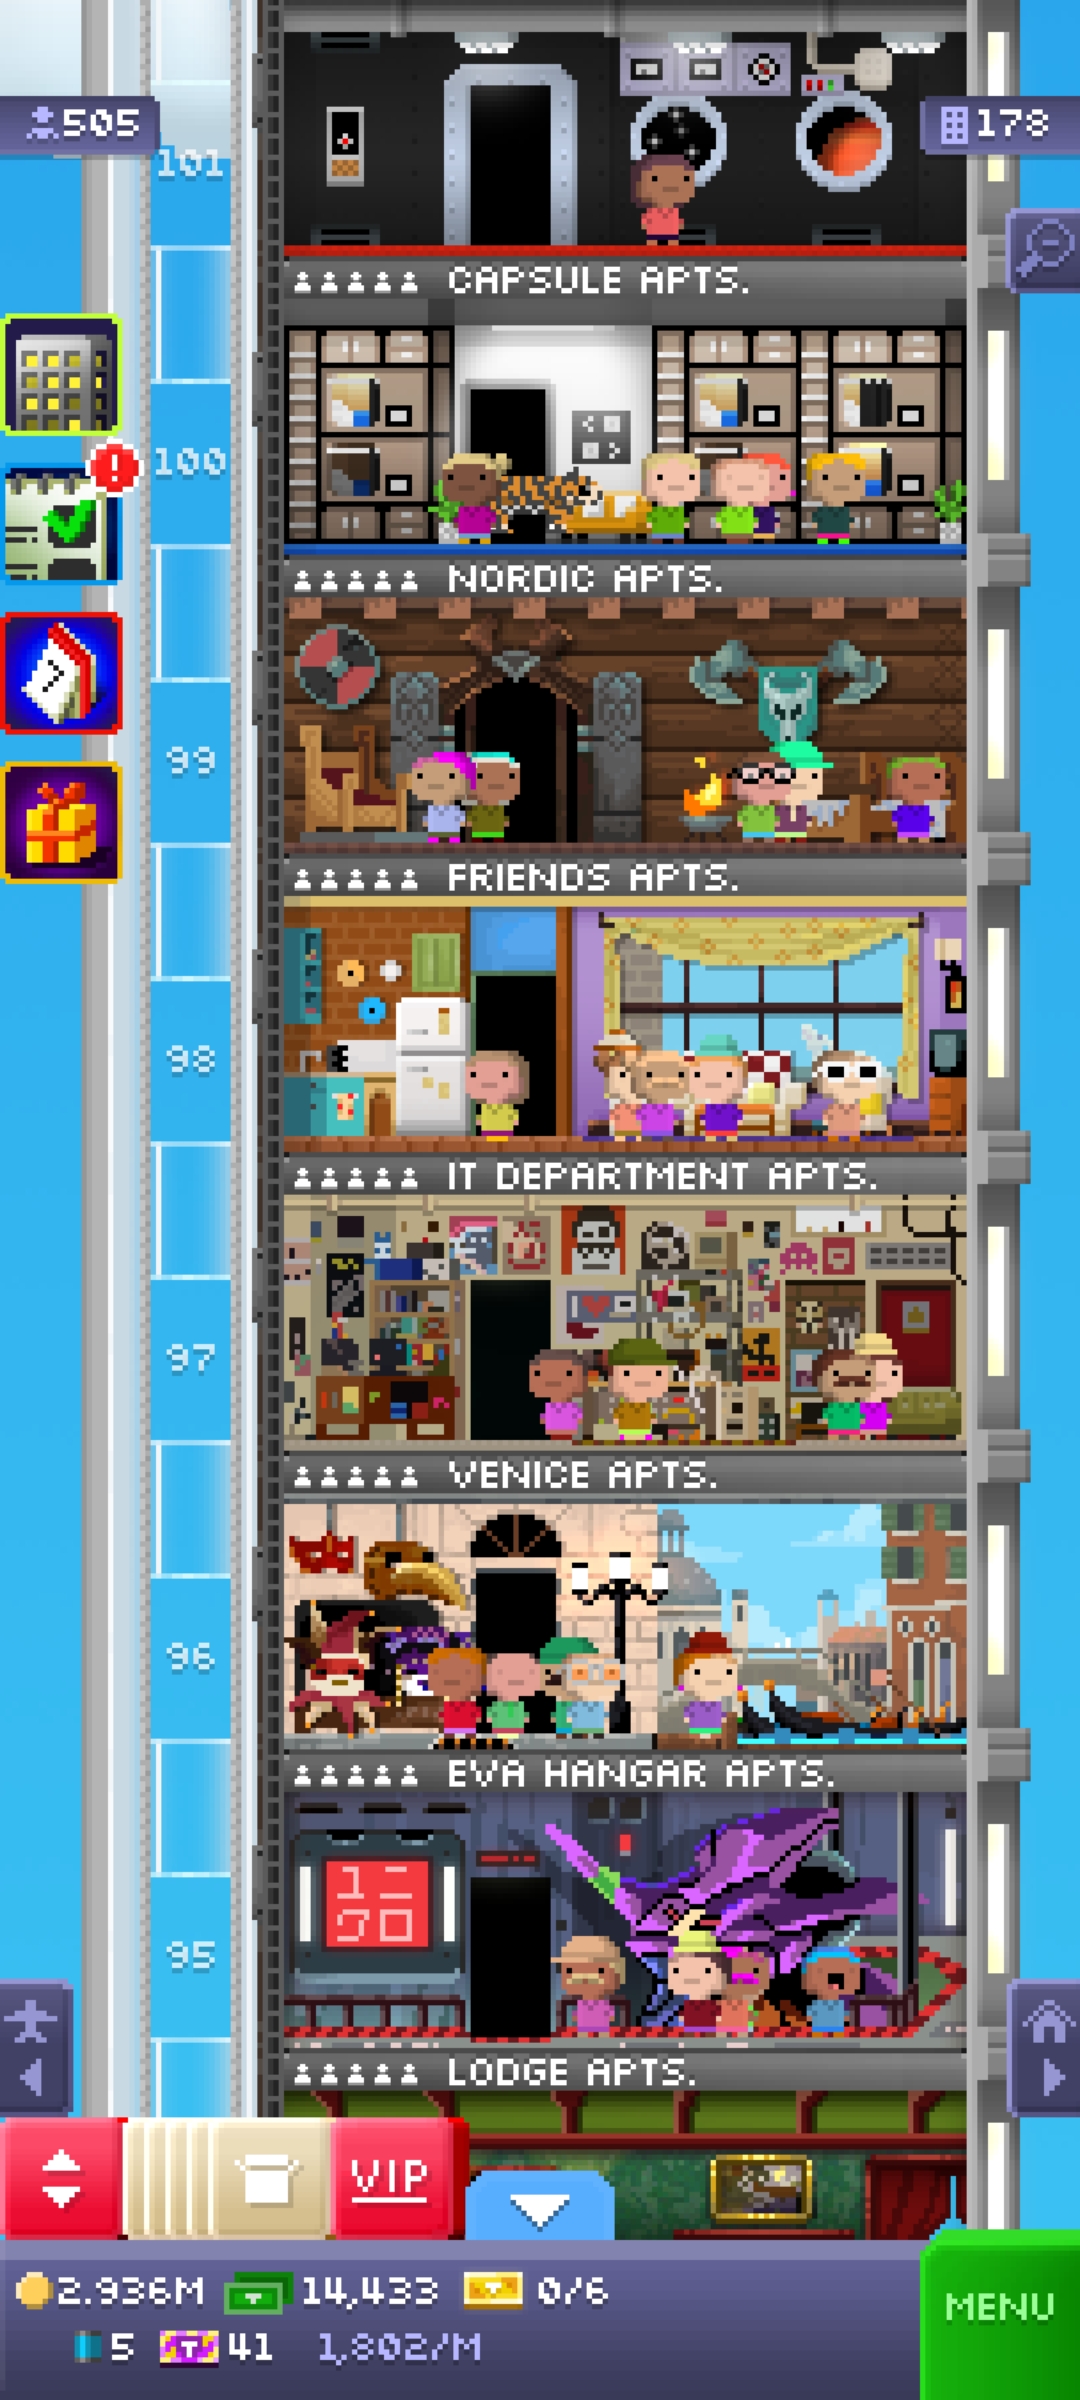 505
178
101
CAPSULE APTS.
100
NORDIC APTS.
99
FRIENDS APTS.
98
IT DEPARTMENT APTS.
97
VENICE APTS.
96
EVA HANGAR APTS.
95
LODGE APTS.
VIP
2.936M 14,433 0/6
MENU
5 T 41 1,802/M